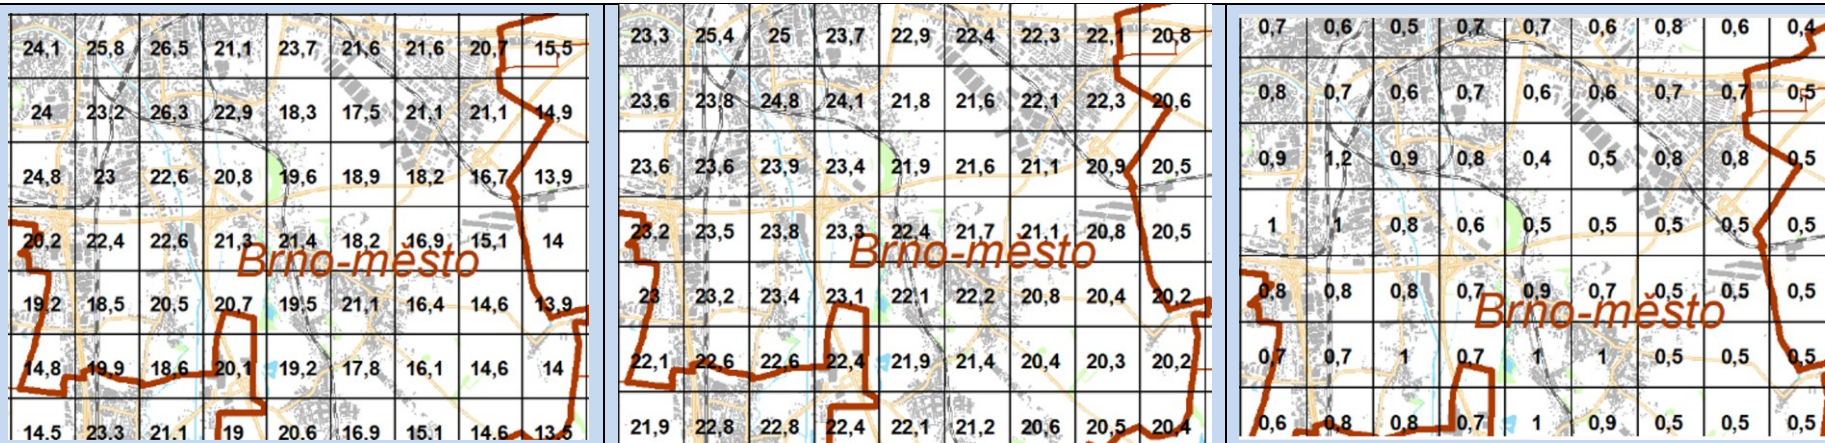 24,1 25,8 26,5 21,1 23,7 21,6 21,6 20,7 15,5
24 23,2 26,3 22,9 18,3 17,5 21,1 21,1 14,9
24,8 23 22,6 20,8 19,6 18,9 18,2 16,7 13,9
20,2 22,4 22,6 21,3 21,4 18,2 16,9 15,1 14
Brno-město
19,2 18,5 20,5 20,7 19,5 21,1 16,4 14,6 13,9
14,8 19,9 18,6 20,1 19,2 17,8 16,1 14,6 14
14,5 23,3 21,1 19 20,6 16,9 15,1 14,6 13,5
23,3 25,4 25 23,7 22,9 22,4 22,3 22,1 20,8
23,6 23,8 24,8 24,1 21,8 21,6 22,1 22,3 20,6
23,6 23,6 23,9 23,4 21,9 21,6 21,1 20,9 20,5
23,2 23,5 23,8 23,3 22,4 21,7 21,1 20,8 20,5
Brno-město
23 23,2 23,4 23,1 22,1 22,2 20,8 20,4 20,2
22,1 22,6 22,6 22,4 21,9 21,4 20,4 20,3 20,2
21,9 22,8 22,8 22,4 22,1 21,2 20,6 20,5 20,4
0,7 0,6 0,5 0,7 0,7 0,6 0,8 0,6 0,4
0,8 0,7 0,6 0,7 0,6 0,6 0,7 0,7 0,5
0,9 1,2 0,9 0,8 0,4 0,5 0,8 0,8 0,5
1 1 0,8 0,6 0,5 0,5 0,5 0,5 0,5
0,8 0,8 0,8 0,7 0,9 0,7 0,5 0,5 0,5
Brno-město
0,7 0,7 1 0,7 1 1 0,5 0,5 0,5
0,6 0,8 0,8 0,7 1 0,9 0,5 0,5 0,5